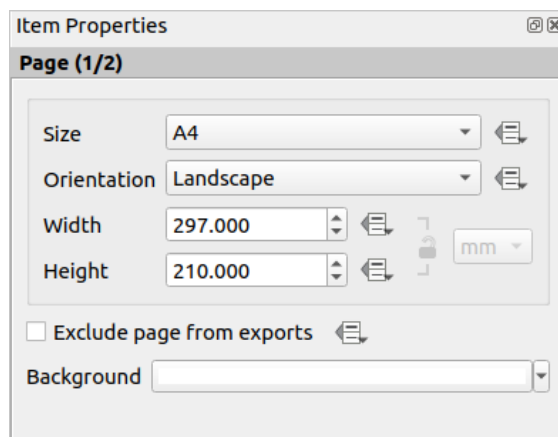 Item Properties
Page (1/2)
Size A4
Orientation Landscape
Width 297.000
Height 210.000
mm
Exclude page from exports
Background